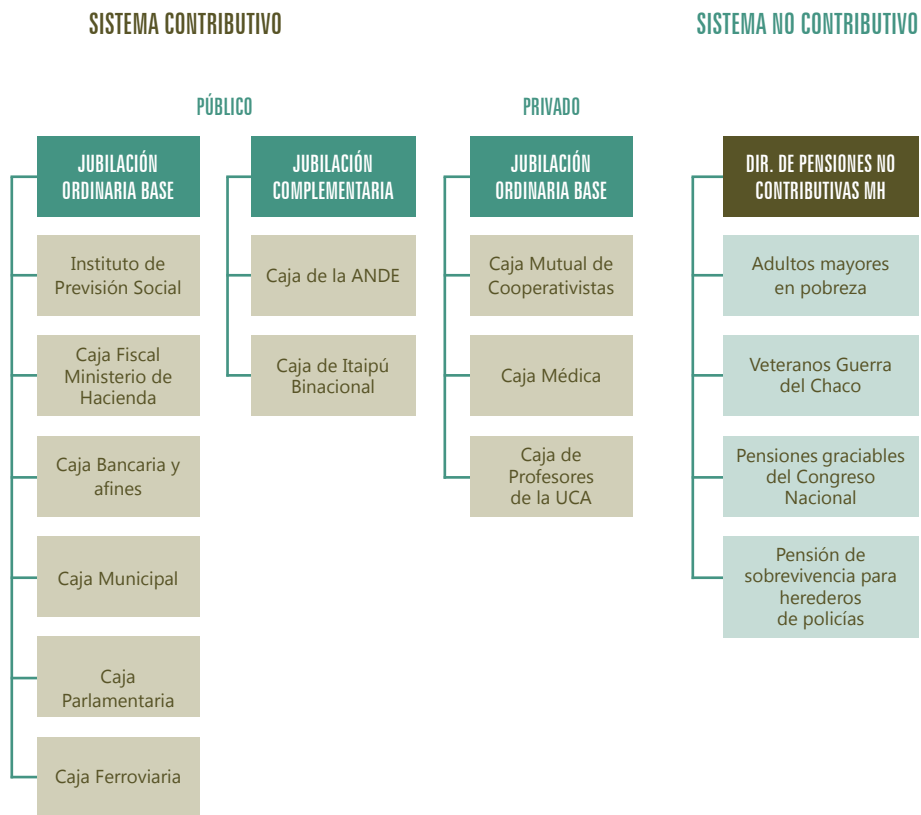 SISTEMA CONTRIBUTIVO
SISTEMA NO CONTRIBUTIVO
PÚBLICO
PRIVADO
JUBILACIÓN
ORDINARIA BASE
Instituto de
Previsión Social
Caja Fiscal
Ministerio de
Hacienda
Caja Bancaria y
afines
Caja Municipal
Caja
Parlamentaria
Caja Ferroviaria
JUBILACIÓN
COMPLEMENTARIA
Caja de la ANDE
Caja de Itaipú
Binacional
JUBILACIÓN
ORDINARIA BASE
Caja Mutual de
Cooperativistas
Caja Médica
Caja de
Profesores
de la UCA
DIR. DE PENSIONES NO
CONTRIBUTIVAS MH
Adultos mayores
en pobreza
Veteranos Guerra
del Chaco
Pensiones graciables
del Congreso
Nacional
Pensión de
sobrevivencia para
herederos
de policías